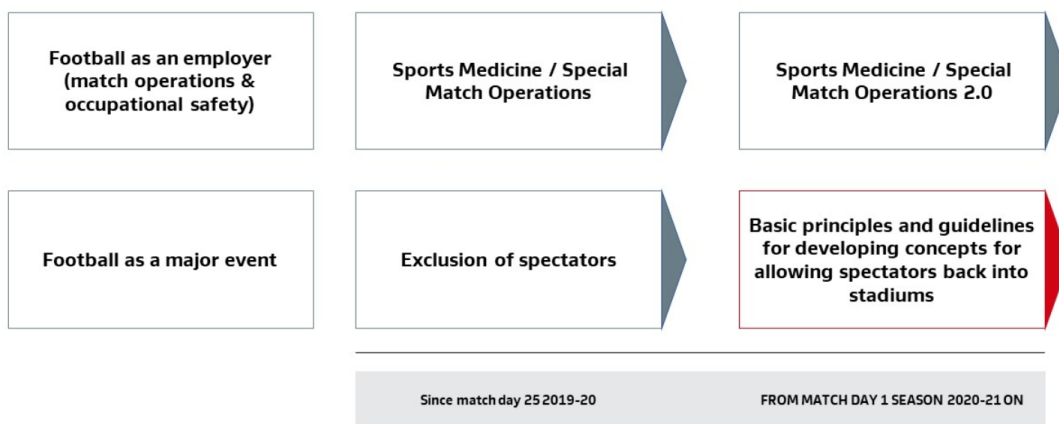 Football as an employer
(match operations &
occupational safety)
Sports Medicine / Special
Match Operations
Sports Medicine / Special
Match Operations 2.0
Football as a major event
Exclusion of spectators
Basic principles and guidelines
for developing concepts for
allowing spectators back into
stadiums
Since match day 25 2019-20
FROM MATCH DAY 1 SEASON 2020-21 ON